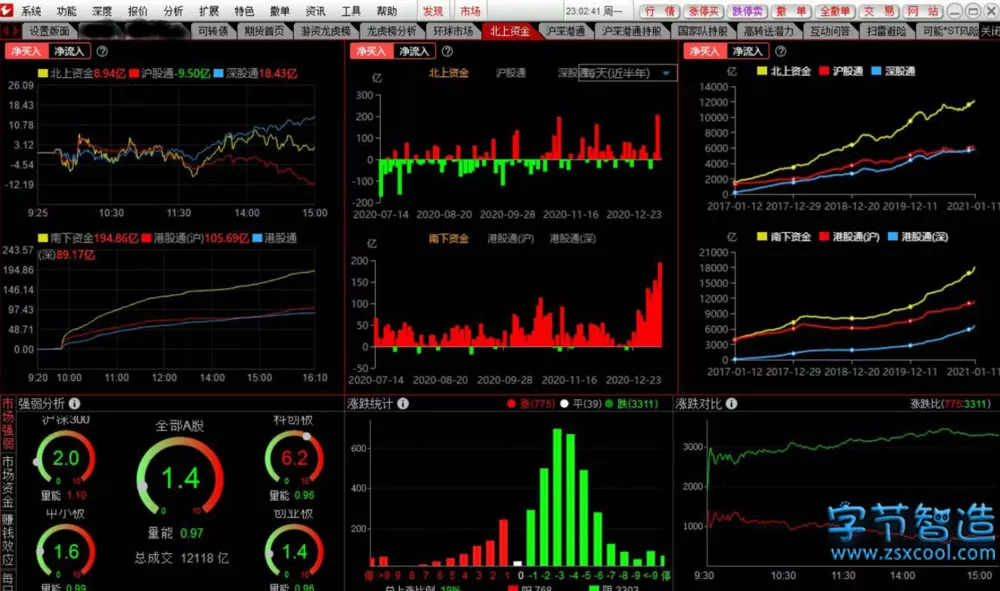 系统 功能 深度 报价 分析 扩展 特色 撤单 资讯 工具 帮助 发现 市场 23:02:41 周一 行情 涨停买 跌停卖 撤单 全撤单 交易 网站
设置版面 可转债 期货首页 游资龙虎榜 龙虎榜分析 环球市场 北上资金 沪深港通 沪深港通持股 国家队持股 高转送潜力 互动问答 扫雷避险 可能*ST风险 关闭
净买入 净流入 ? 净买入 净流入 ? 净买入 净流入 ?
北上资金8.94亿 沪股通-9.50亿 深股通18.43亿
26.09
18.43
10.78
3.12
-4.54
-12.19
9:25 10:30 11:30 14:00 15:00
亿 北上资金 沪股通 深股 每天(近半年)
300
200
100
0
-100
-200
2020-07-14 2020-08-20 2020-09-28 2020-11-16 2020-12-23
亿 北上资金 沪股通 深股通
14000
12000
10000
8000
6000
4000
2000
0
2017-01-12 2017-12-29 2018-12-20 2019-12-11 2021-01-11
南下资金194.86亿 港股通(沪)105.69亿 港股通
(深)89.17亿
243.57
194.86
146.14
97.43
48.71
0.00
9:20 10:00 11:00 12:00 14:00 15:00 16:10
亿 南下资金 港股通(沪) 港股通(深)
200
150
100
50
0
-50
2020-07-14 2020-08-20 2020-09-28 2020-11-16 2020-12-23
亿 南下资金 港股通(沪) 港股通(深)
21000
18000
15000
12000
9000
6000
3000
0
2017-01-12 2017-12-29 2018-12-20 2019-12-11 2021-01-11
市场强弱
市场资金
赚钱效应
每日
强弱分析
沪深300
2.0
0 10
量能 1.10
全部A股
1.4
0 10
量能 0.97
总成交 12118 亿
科创板
6.2
0 10
量能 0.96
中小板
1.6
0 10
量能 0.99
创业板
1.4
0 10
量能 0.96
涨跌统计 涨(775) 平(39) 跌(3311)
600
400
200
停 >9 9 8 7 6 5 4 3 2 1 0 -1 -2 -3 -4 -5 -6 -7 -8 -9 <-9 停
总上涨比例 19% 阳 768 阴 3303
涨跌对比 涨跌比(775:3311)
3000
2000
1000
9:30 10:30 11:30 14:00 15:00
字节智造
www.zsxcool.com